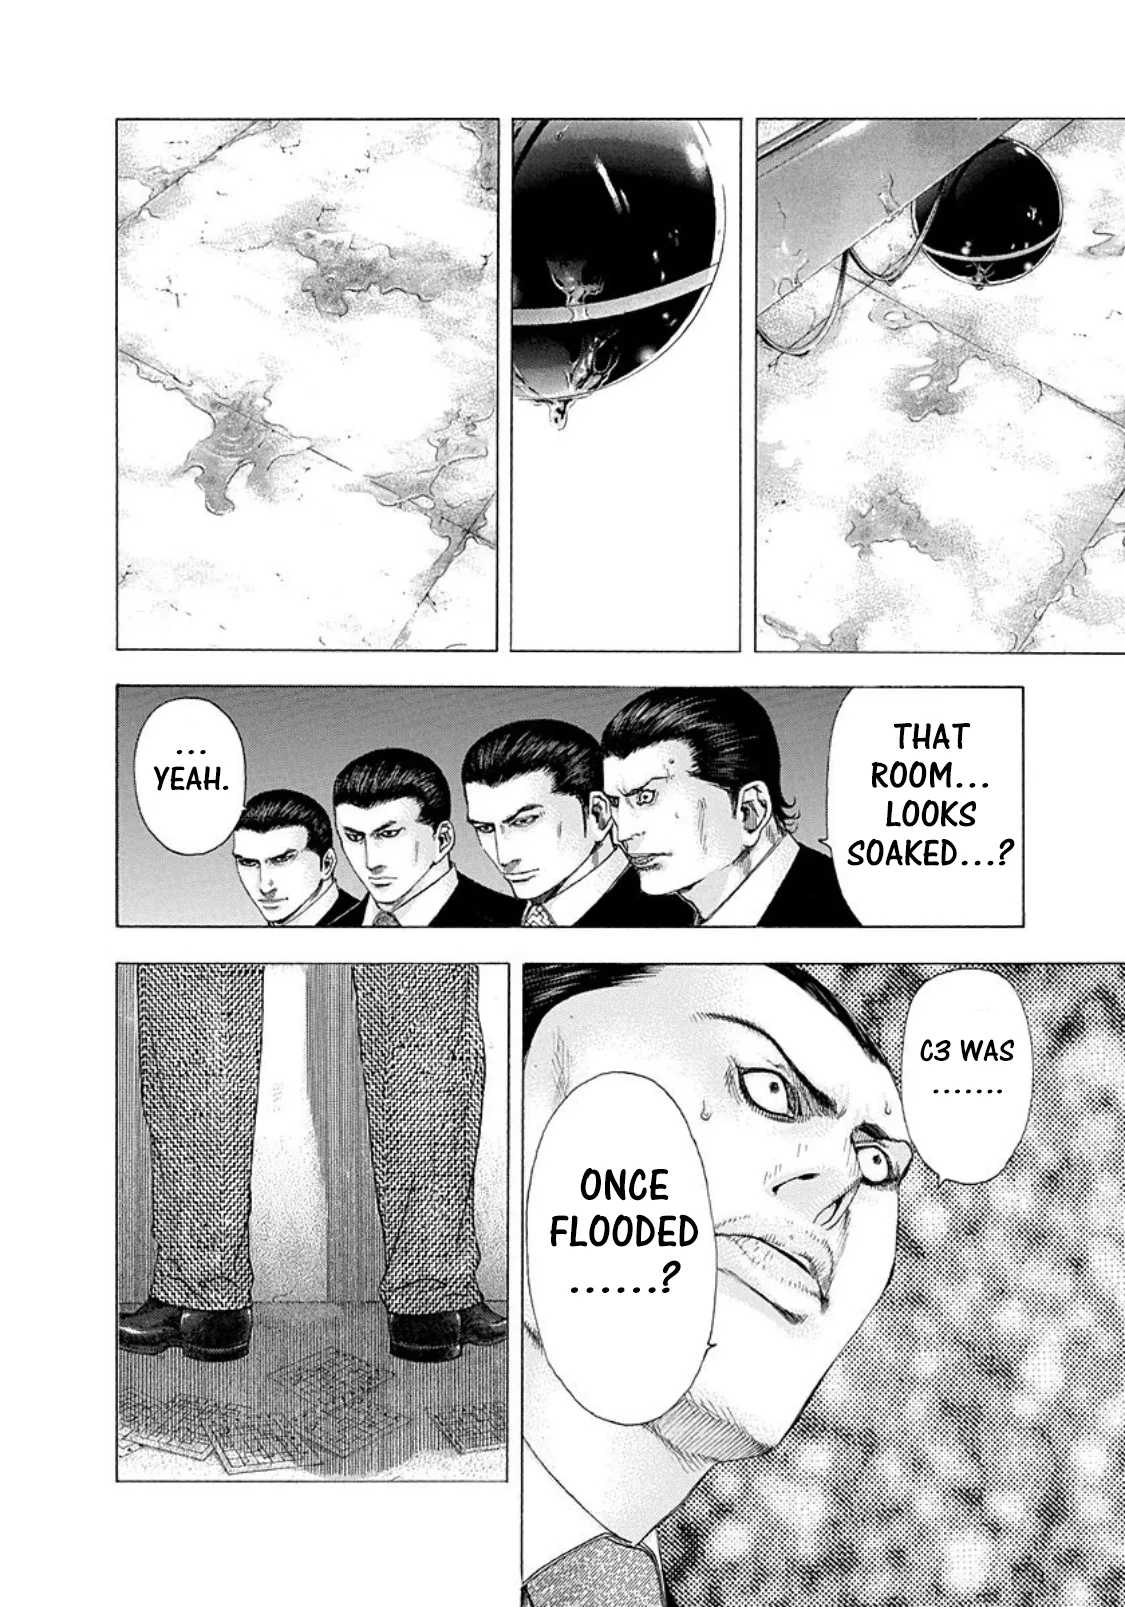 THAT
ROOM...
LOOKS
SOAKED...?
...
YEAH.
C3 WAS
.......
ONCE
FLOODED
......?